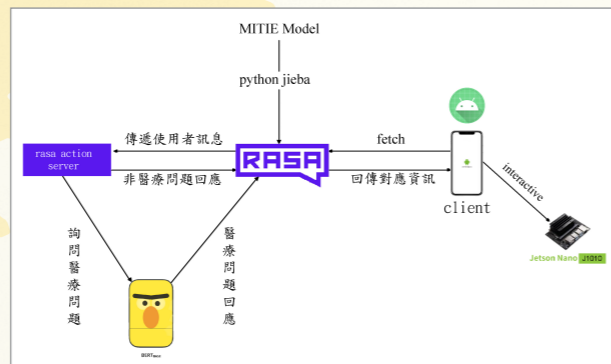 MITIE Model
python jieba
傳遞使用者訊息
fetch
rasa action
server
RASA
非醫療問題回應
回傳對應資訊
client
interactive
Jetson Nano J1010
詢問醫療問題
醫療問題回應